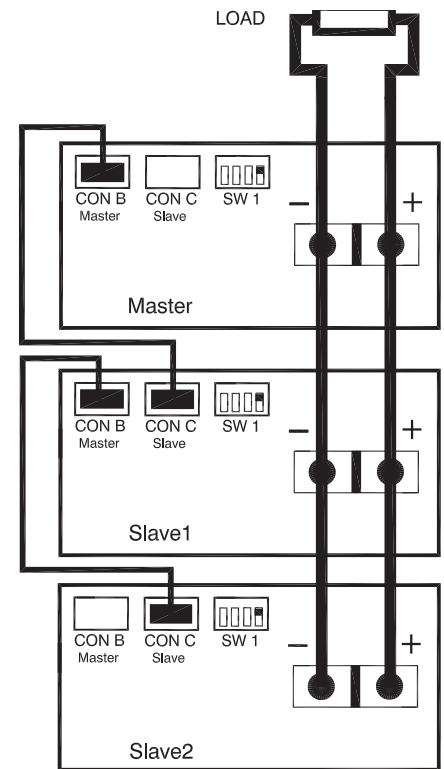 LOAD
CON B CON C SW 1 − +
Master Slave
Master
CON B CON C SW 1 − +
Master Slave
Slave1
CON B CON C SW 1 − +
Master Slave
Slave2